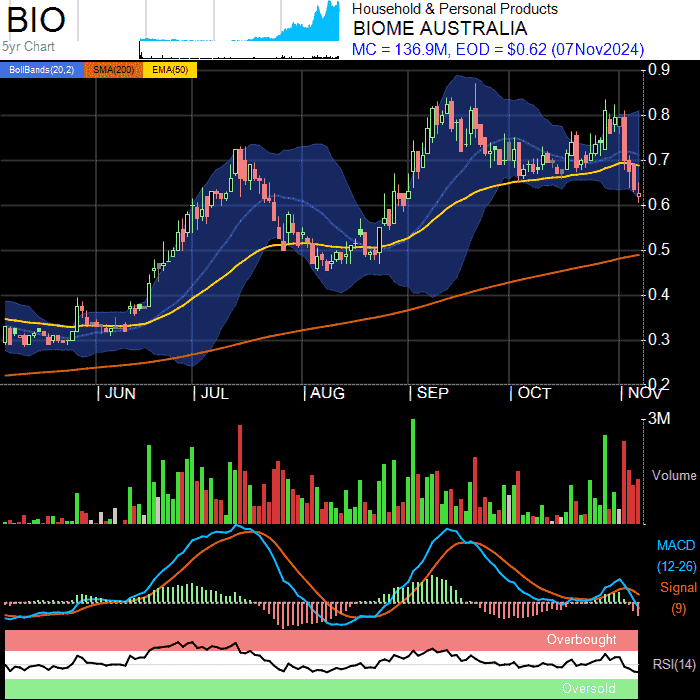 BIO
5yr Chart
Household & Personal Products
BIOME AUSTRALIA
MC = 136.9M, EOD = $0.62 (07Nov2024)
BollBands(20,2) SMA(200) EMA(50)
0.9
0.8
0.7
0.6
0.5
0.4
0.3
0.2
JUN JUL AUG SEP OCT NOV
3M
Volume
MACD
(12-26)
Signal
(9)
Overbought
RSI(14)
Oversold